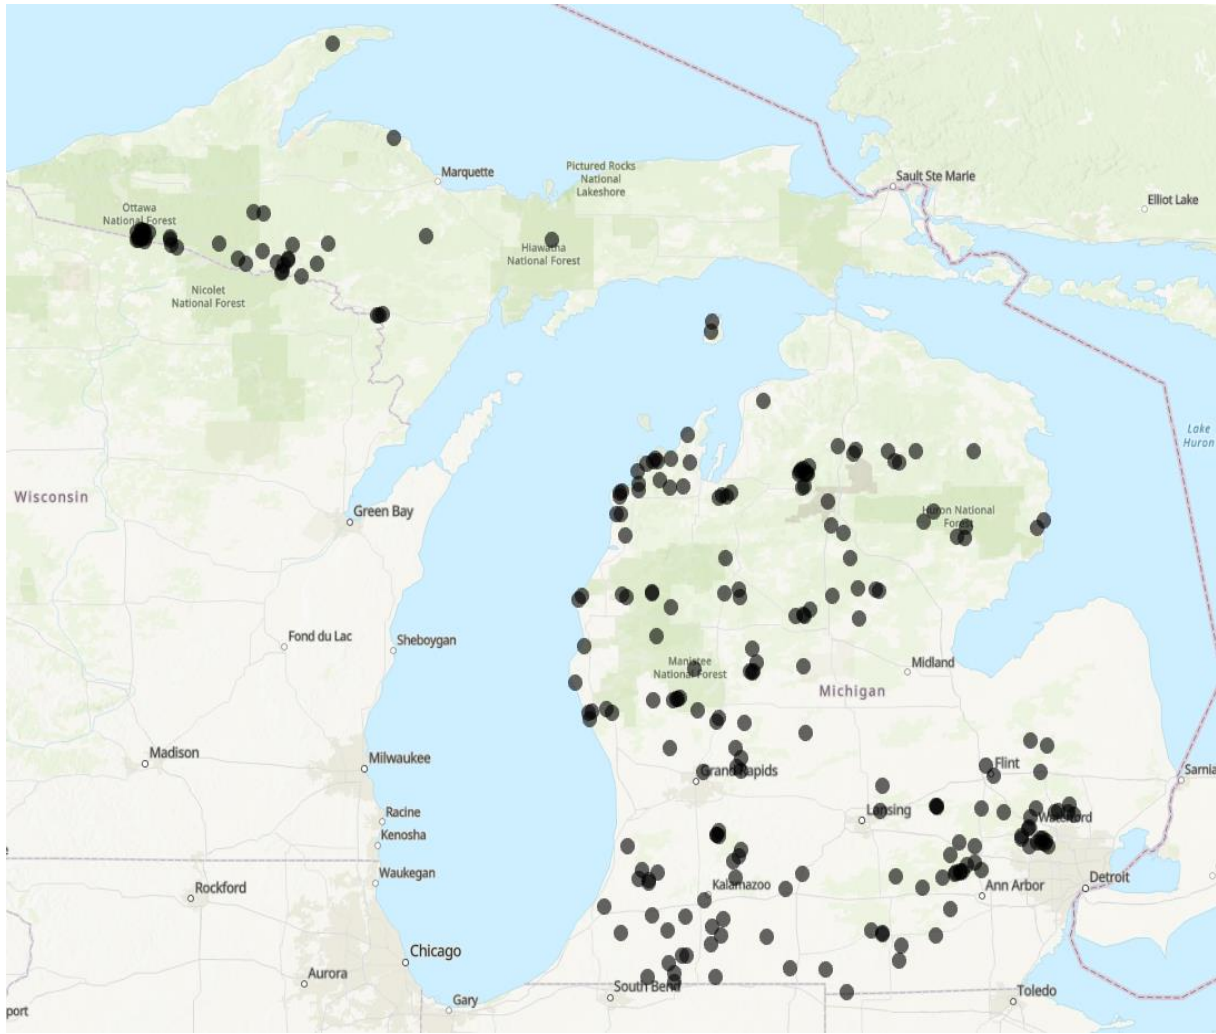 Marquette
Pictured Rocks
National
Lakeshore
Sault Ste Marie
Elliot Lake
Ottawa
National Forest
Hiawatha
National Forest
Nicolet
National Forest
Lake
Huron
Wisconsin
Green Bay
Huron National
Forest
Fond du Lac
Sheboygan
Manistee
National Forest
Midland
Michigan
Madison
Milwaukee
Grand Rapids
Flint
Sarnia
Racine
Lansing
Waterford
Kenosha
Waukegan
Rockford
Kalamazoo
Ann Arbor
Detroit
Chicago
Aurora
South Bend
Gary
Toledo
port